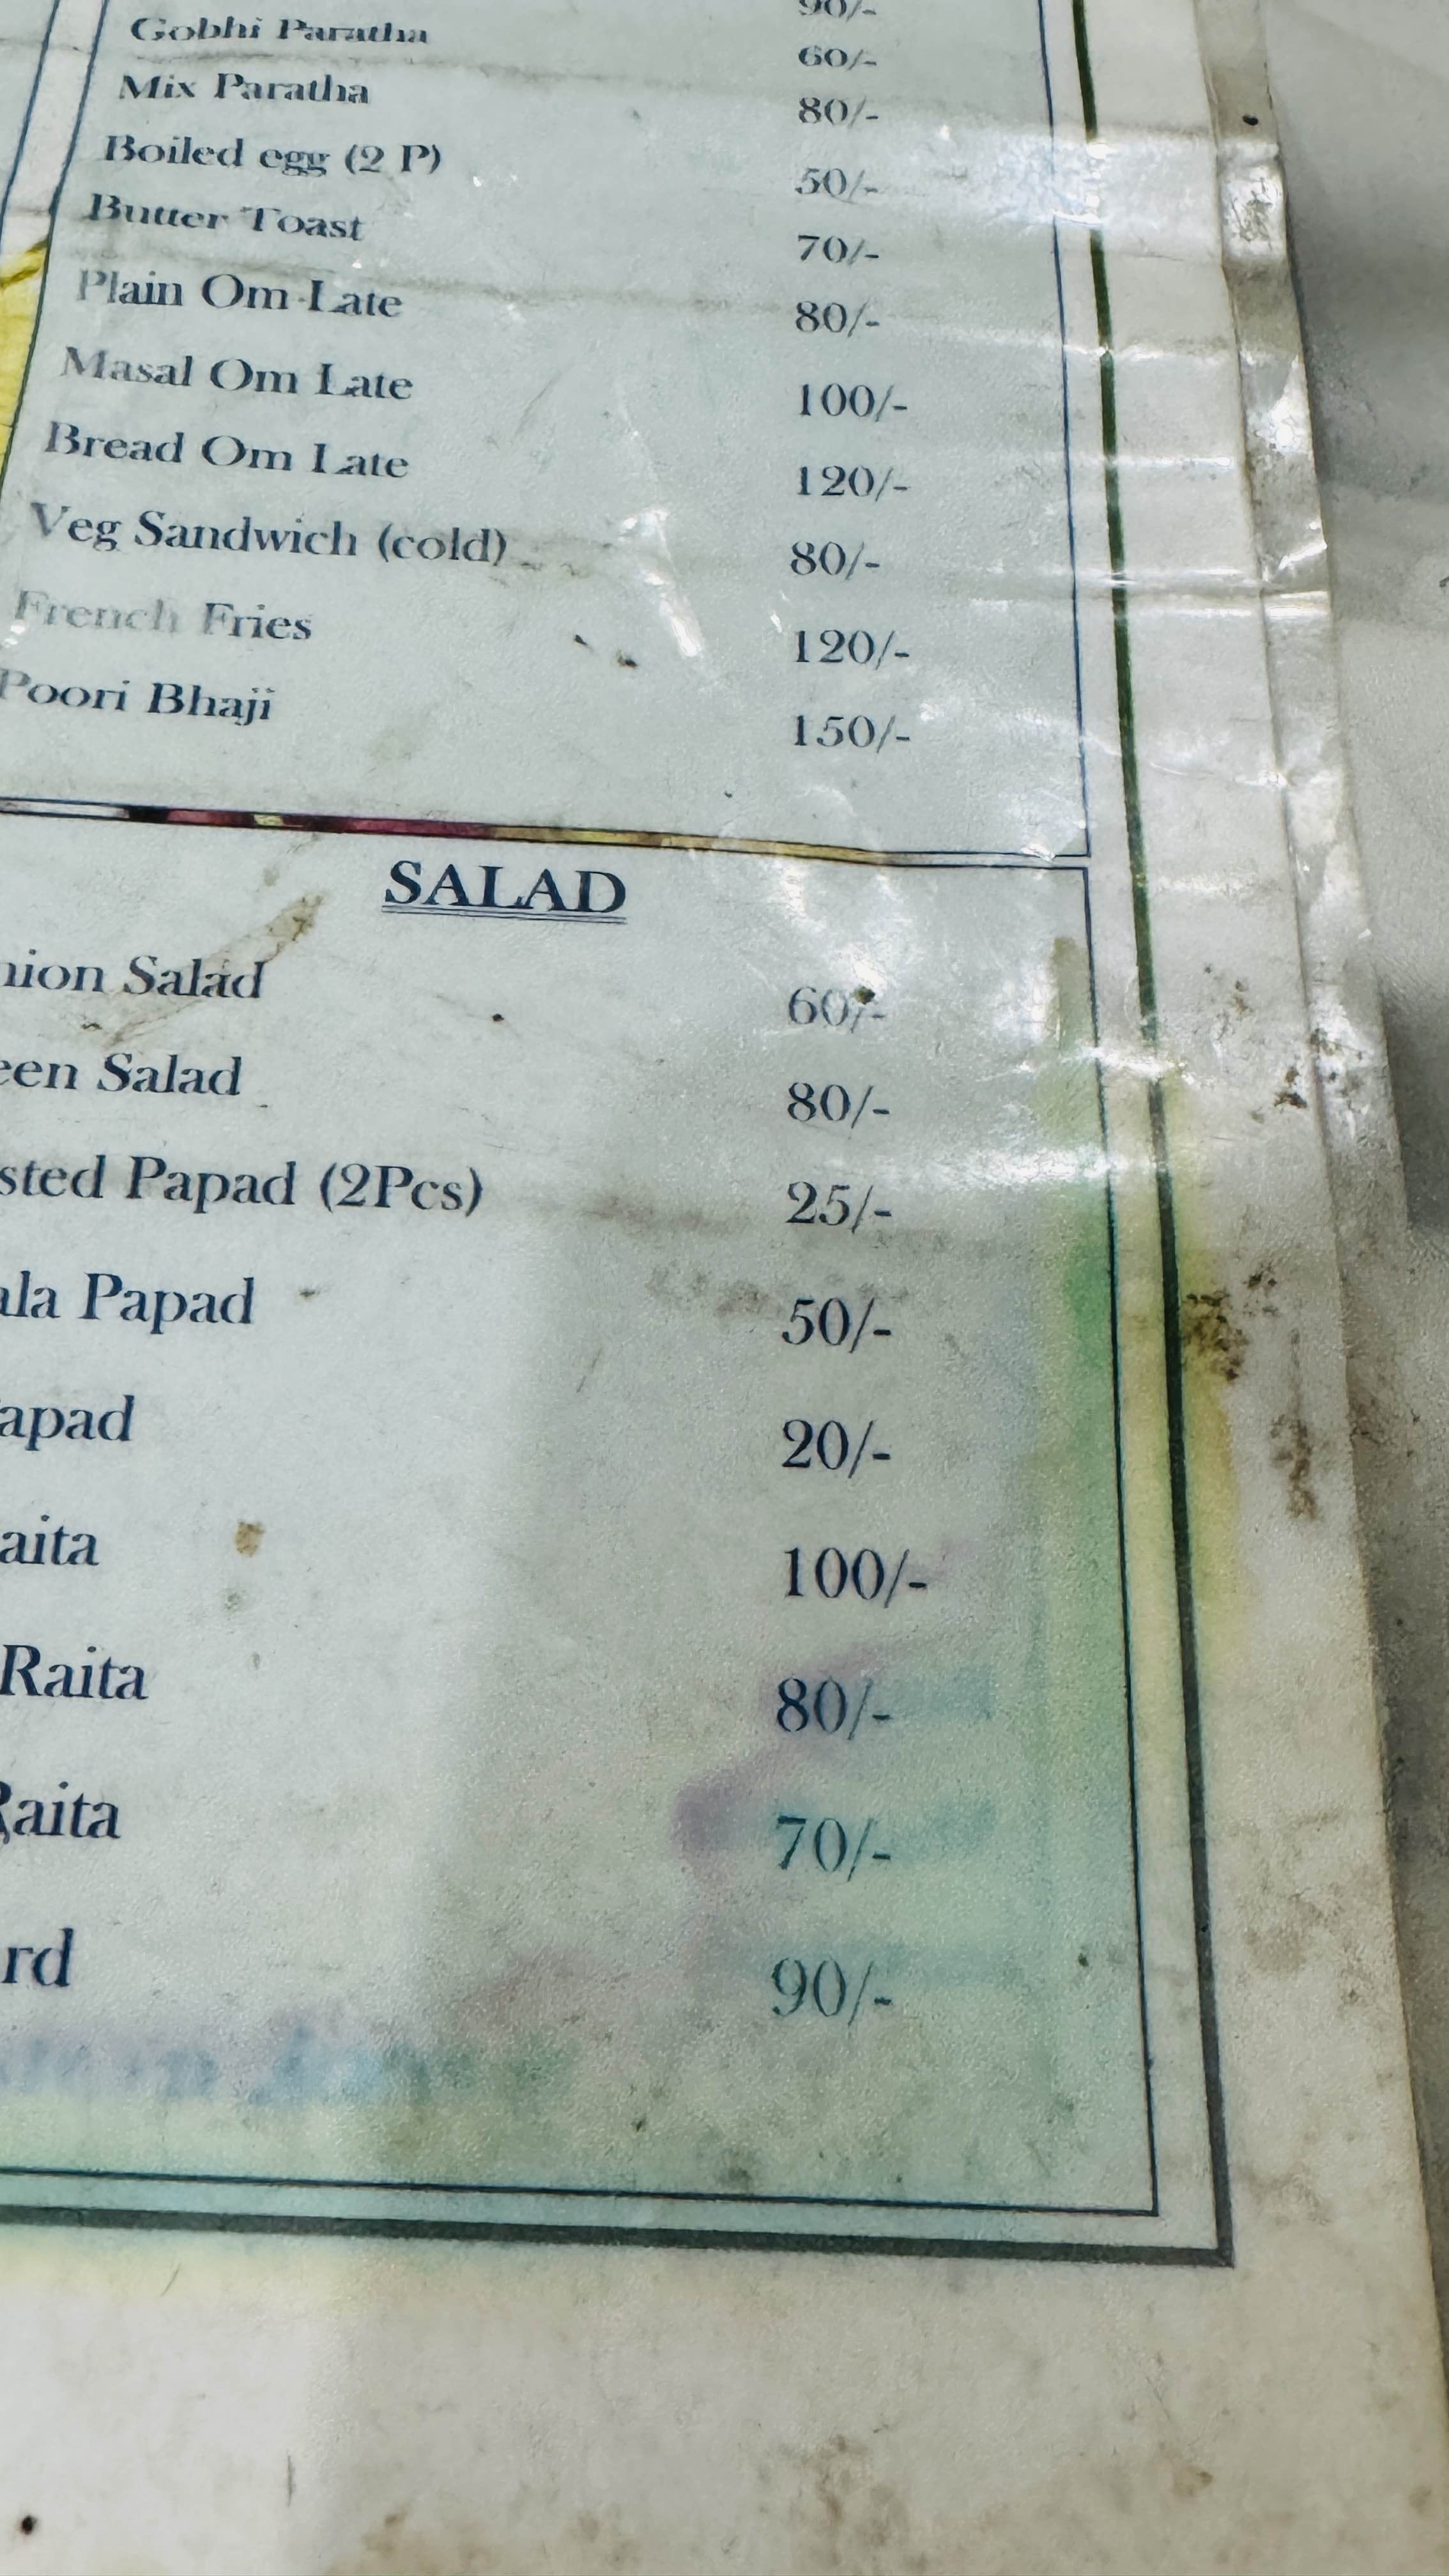 90/-
Gobhi Paratha 60/-
Mix Paratha 80/-
Boiled egg (2 P) 50/-
Butter Toast 70/-
Plain Om Late 80/-
Masal Om Late 100/-
Bread Om Late 120/-
Veg Sandwich (cold) 80/-
French Fries 120/-
Poori Bhaji 150/-
SALAD
nion Salad 60/-
een Salad 80/-
sted Papad (2Pcs) 25/-
ala Papad 50/-
apad 20/-
aita 100/-
Raita 80/-
Raita 70/-
rd 90/-